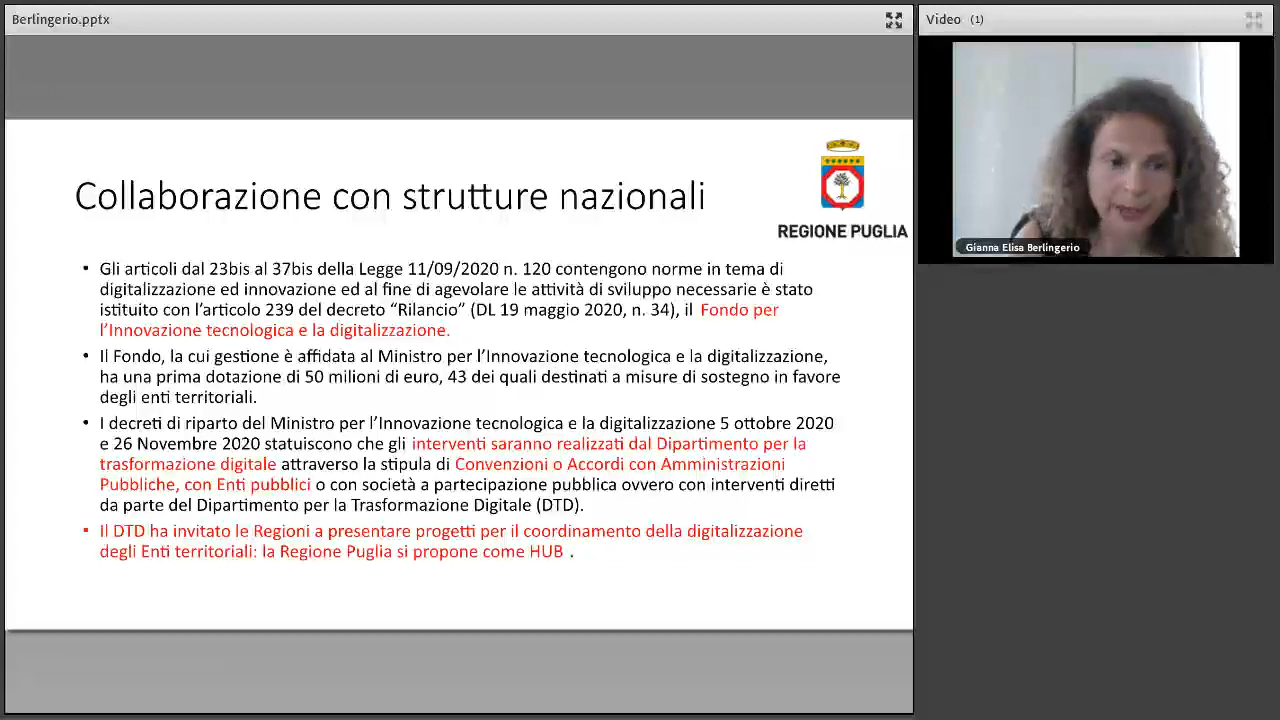 Berlingerio.pptx
Video (1)
Collaborazione con strutture nazionali
REGIONE PUGLIA
Gianna Elisa Berlingerio
• Gli articoli dal 23bis al 37bis della Legge 11/09/2020 n. 120 contengono norme in tema di
digitalizzazione ed innovazione ed al fine di agevolare le attività di sviluppo necessarie è stato
istituito con l'articolo 239 del decreto “Rilancio” (DL 19 maggio 2020, n. 34), il Fondo per
l'Innovazione tecnologica e la digitalizzazione.
• Il Fondo, la cui gestione è affidata al Ministro per l'Innovazione tecnologica e la digitalizzazione,
ha una prima dotazione di 50 milioni di euro, 43 dei quali destinati a misure di sostegno in favore
degli enti territoriali.
• I decreti di riparto del Ministro per l'Innovazione tecnologica e la digitalizzazione 5 ottobre 2020
e 26 Novembre 2020 statuiscono che gli interventi saranno realizzati dal Dipartimento per la
trasformazione digitale attraverso la stipula di Convenzioni o Accordi con Amministrazioni
Pubbliche, con Enti pubblici o con società a partecipazione pubblica ovvero con interventi diretti
da parte del Dipartimento per la Trasformazione Digitale (DTD).
• Il DTD ha invitato le Regioni a presentare progetti per il coordinamento della digitalizzazione
degli Enti territoriali: la Regione Puglia si propone come HUB .